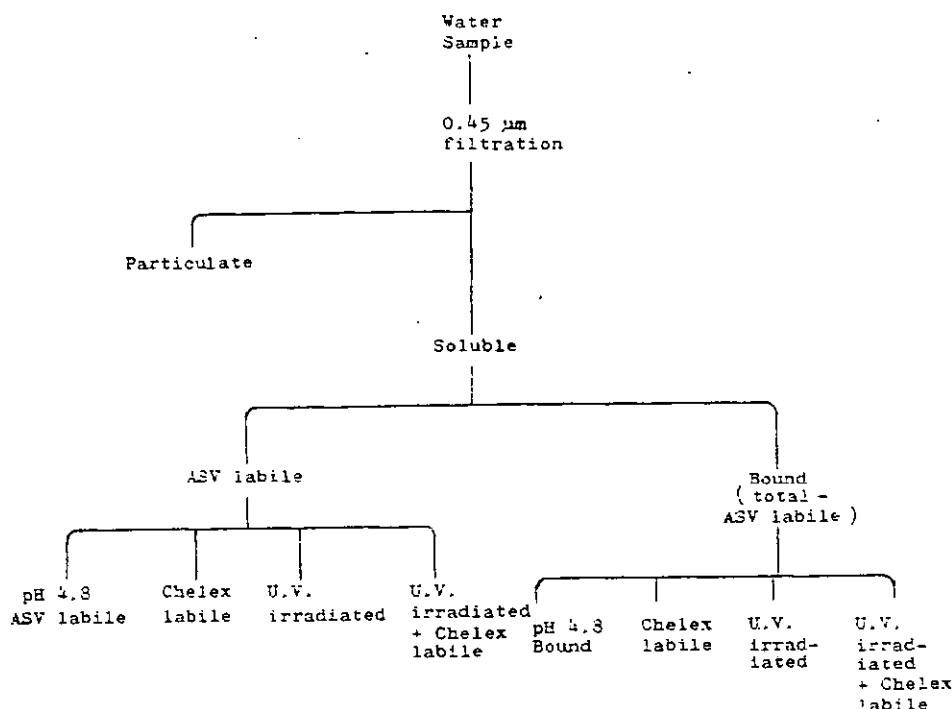 Water
Sample
0.45 µm
filtration
Particulate
Soluble
ASV labile
Bound
( total -
ASV labile )
pH 4.8
ASV labile
Chelex
labile
U.V.
irradiated
U.V.
irradiated
+ Chelex
labile
pH 4.8
Bound
Chelex
labile
U.V.
irrad-
iated
U.V.
irrad-
iated
+ Chelex
labile